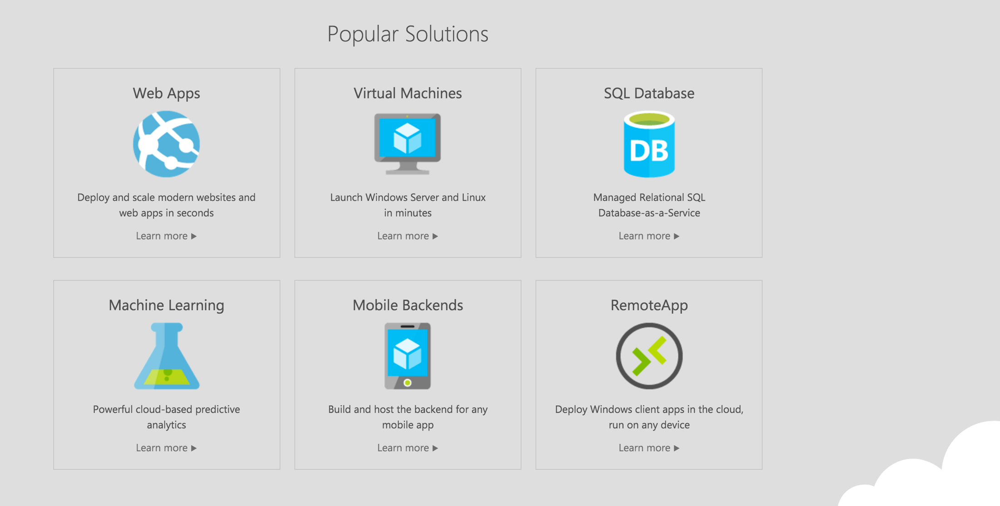 Popular Solutions
Web Apps
Deploy and scale modern websites and
web apps in seconds
Learn more ▶
Virtual Machines
Launch Windows Server and Linux
in minutes
Learn more ▶
SQL Database
DB
Managed Relational SQL
Database-as-a-Service
Learn more ▶
Machine Learning
Powerful cloud-based predictive
analytics
Learn more ▶
Mobile Backends
Build and host the backend for any
mobile app
Learn more ▶
RemoteApp
Deploy Windows client apps in the cloud,
run on any device
Learn more ▶